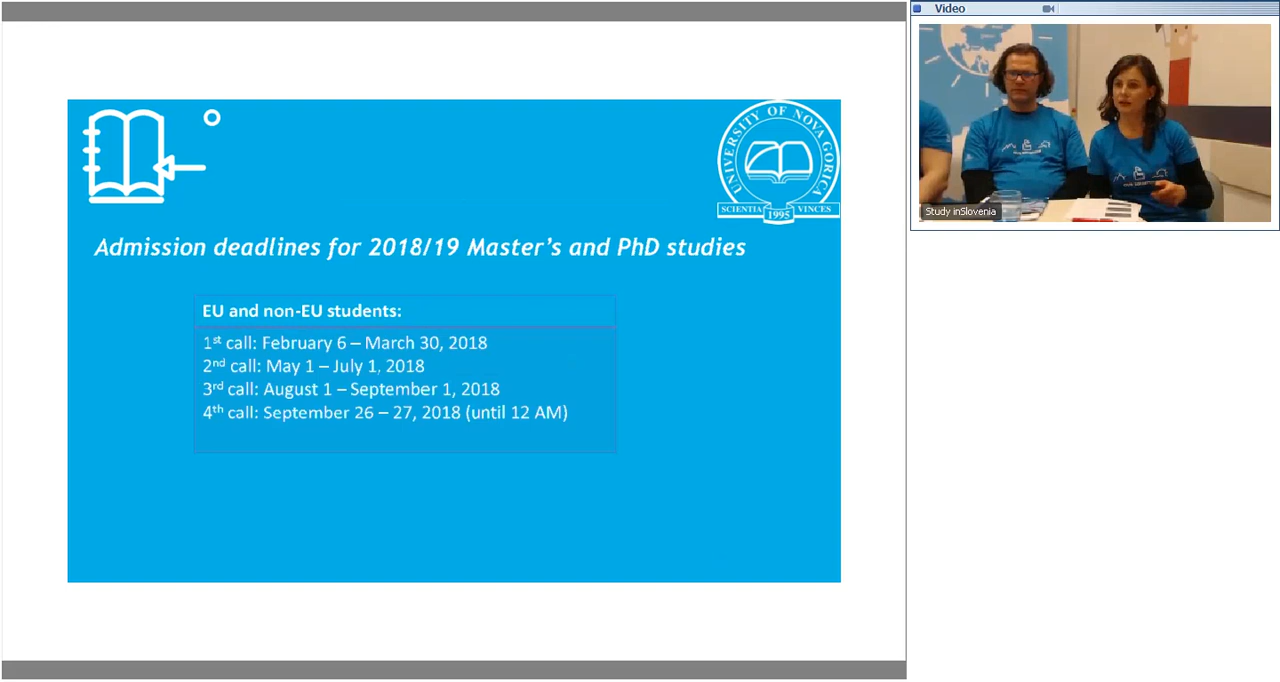 Video
UNIVERSITY OF NOVA GORICA
SCIENTIA 1995 VINCES
Admission deadlines for 2018/19 Master's and PhD studies
EU and non-EU students:
1st call: February 6 – March 30, 2018
2nd call: May 1 – July 1, 2018
3rd call: August 1 – September 1, 2018
4th call: September 26 – 27, 2018 (until 12 AM)
Study inSlovenia